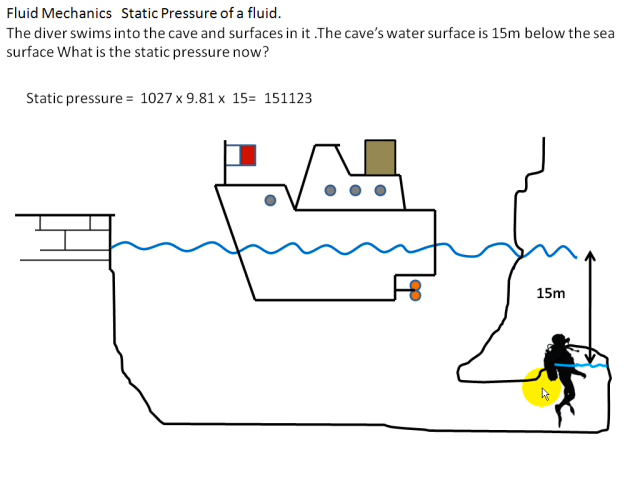 Fluid Mechanics  Static Pressure of a fluid.
The diver swims into the cave and surfaces in it .The cave's water surface is 15m below the sea
surface What is the static pressure now?
Static pressure = 1027 x 9.81 x 15= 151123
15m